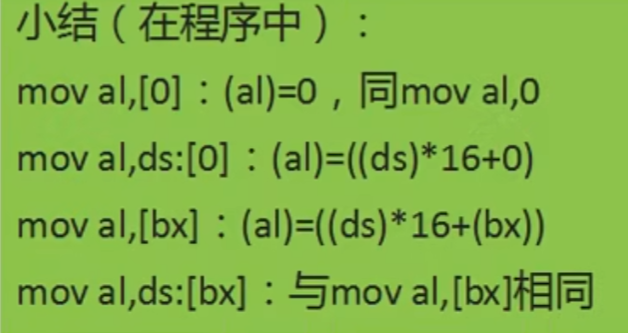 小结（在程序中）：
mov al,[0]：(al)=0，同mov al,0
mov al,ds:[0]：(al)=((ds)*16+0)
mov al,[bx]：(al)=((ds)*16+(bx))
mov al,ds:[bx]：与mov al,[bx]相同